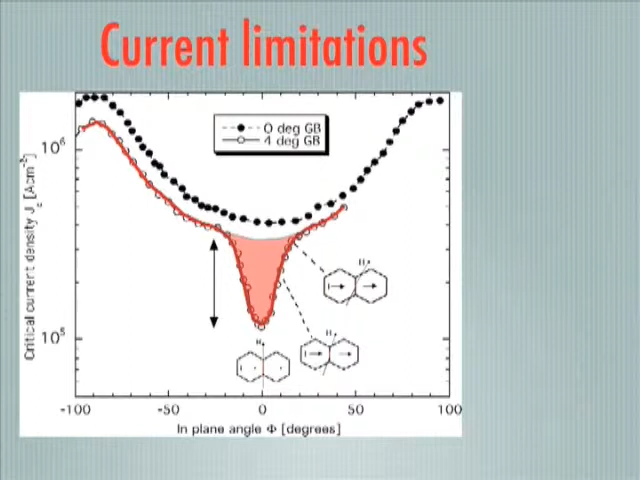 Current limitations
0 deg GB
4 deg GB
10⁶
10⁵
Critical current density J_c [Acm⁻²]
H
H
H
-100 -50 0 50 100
In plane angle Φ [degrees]